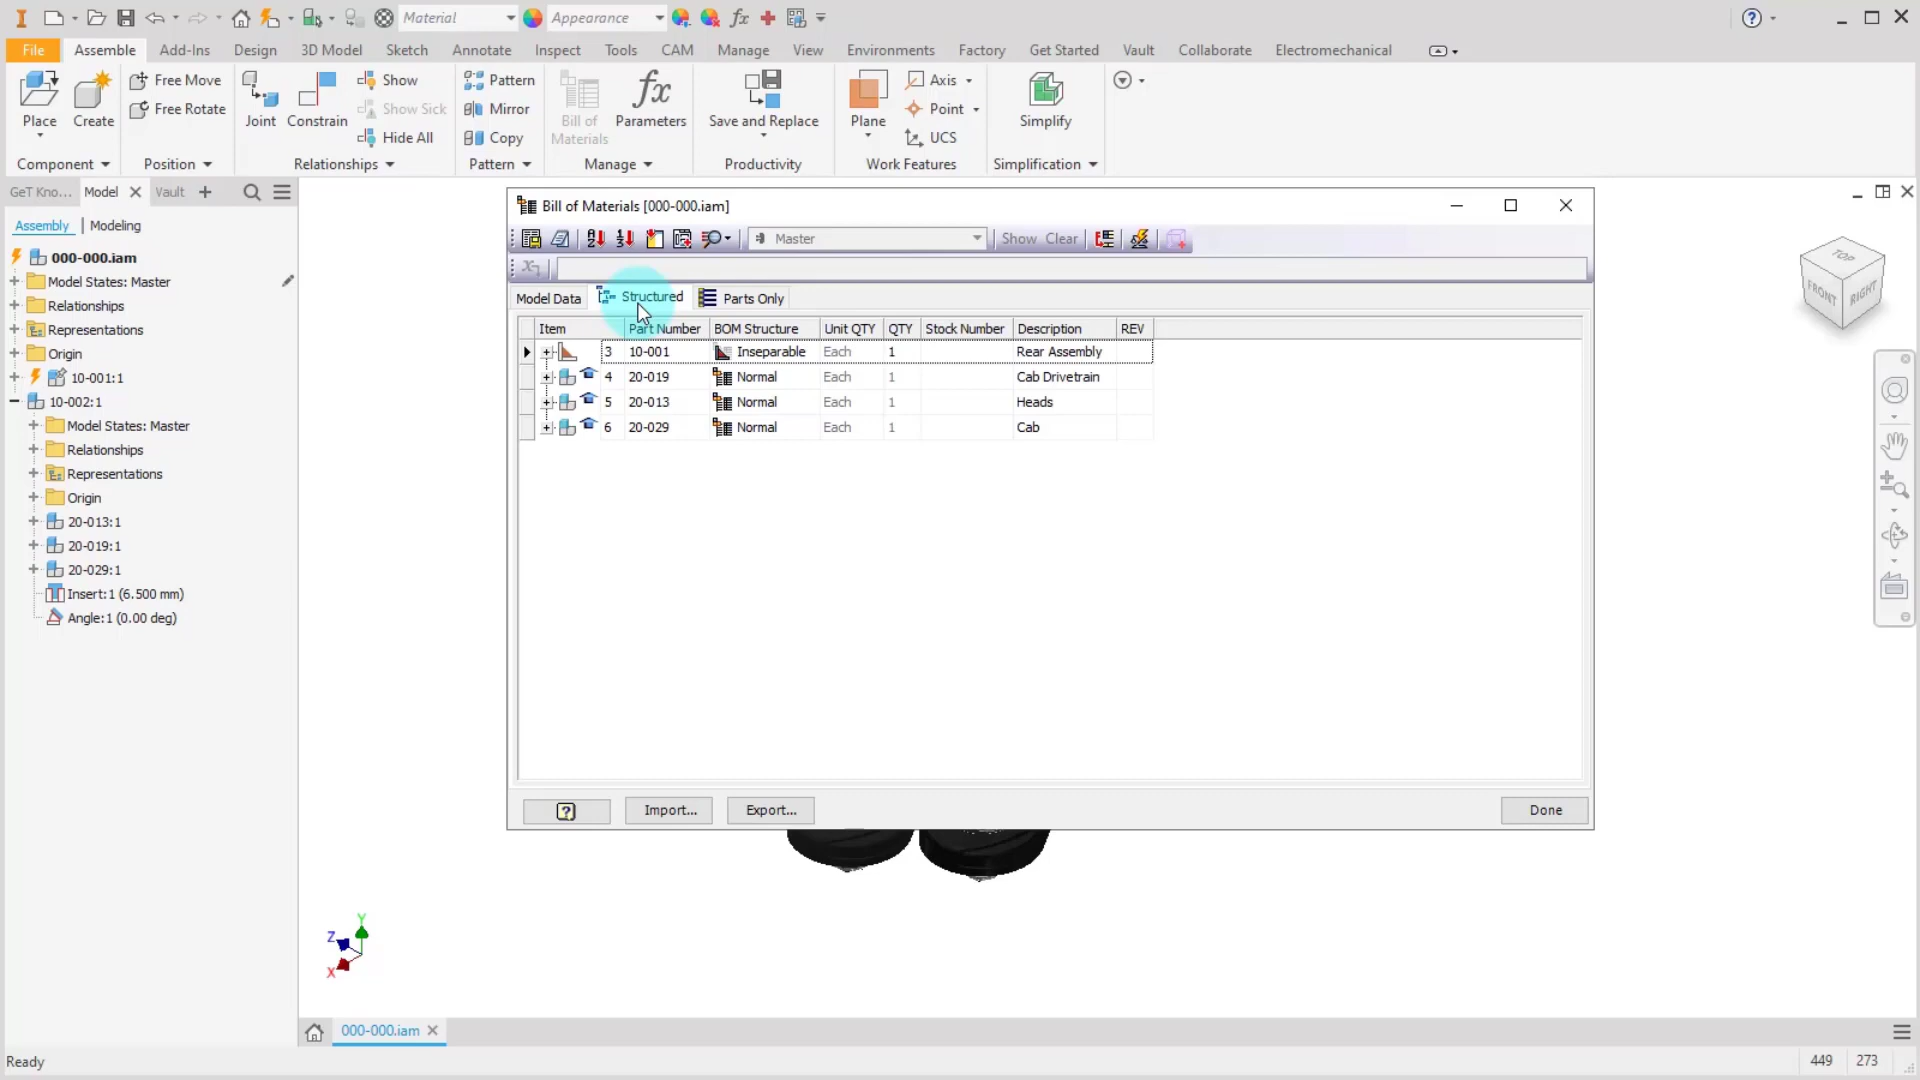 Material
Appearance
fx
File Assemble Add-Ins Design 3D Model Sketch Annotate Inspect Tools CAM Manage View Environments Factory Get Started Vault Collaborate Electromechanical
Place
Create
Free Move
Free Rotate
Joint
Constrain
Show
Show Sick
Hide All
Pattern
Mirror
Copy
Bill of
Materials
fx
Parameters
Save and Replace
Plane
Axis
Point
UCS
Simplify
Component Position Relationships Pattern Manage Productivity Work Features Simplification
GeT Kno... Model Vault
Assembly Modeling
000-000.iam
Model States: Master
Relationships
Representations
Origin
10-001:1
10-002:1
Model States: Master
Relationships
Representations
Origin
20-013:1
20-019:1
20-029:1
Insert:1 (6.500 mm)
Angle:1 (0.00 deg)
Bill of Materials [000-000.iam]
Master
Show Clear
Model Data Structured Parts Only
Item Part Number BOM Structure Unit QTY QTY Stock Number Description REV
3 10-001 Inseparable Each 1 Rear Assembly
4 20-019 Normal Each 1 Cab Drivetrain
5 20-013 Normal Each 1 Heads
6 20-029 Normal Each 1 Cab
Import... Export... Done
TOP
FRONT
RIGHT
Y
Z
X
000-000.iam
Ready
449 273